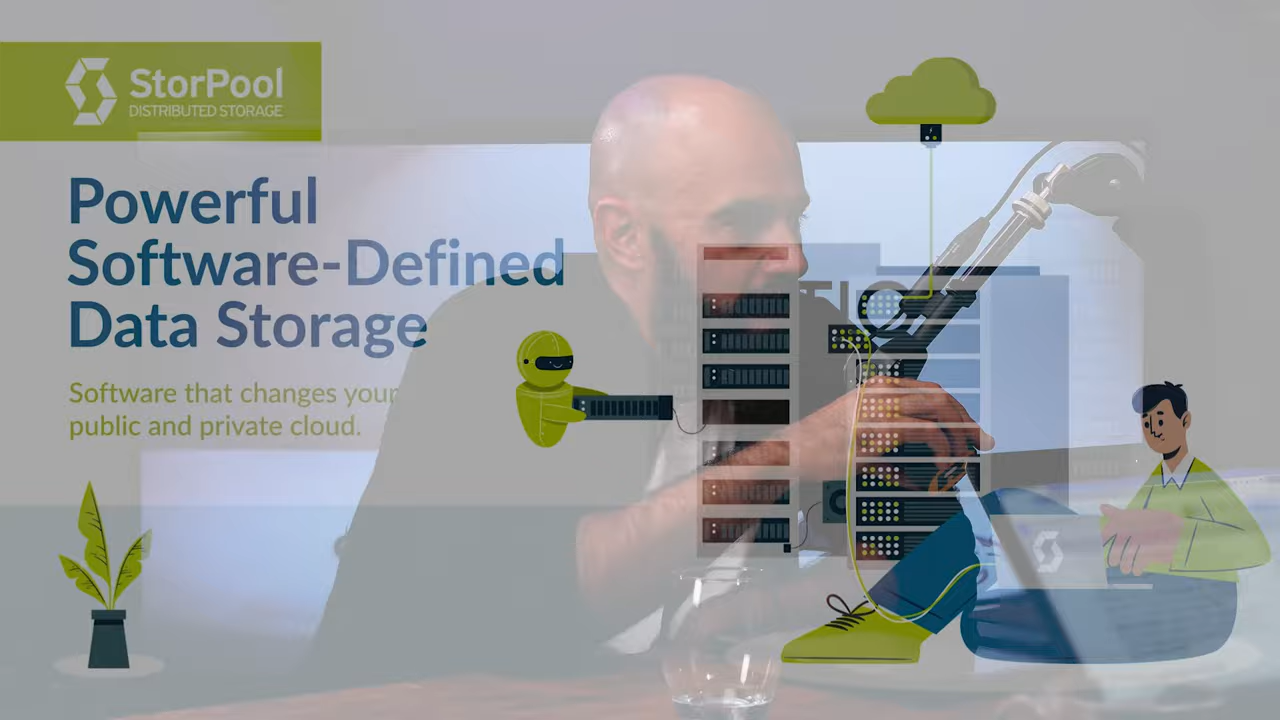 StorPool
DISTRIBUTED STORAGE
Powerful
Software-Defined
Data Storage
Software that changes your
public and private cloud.